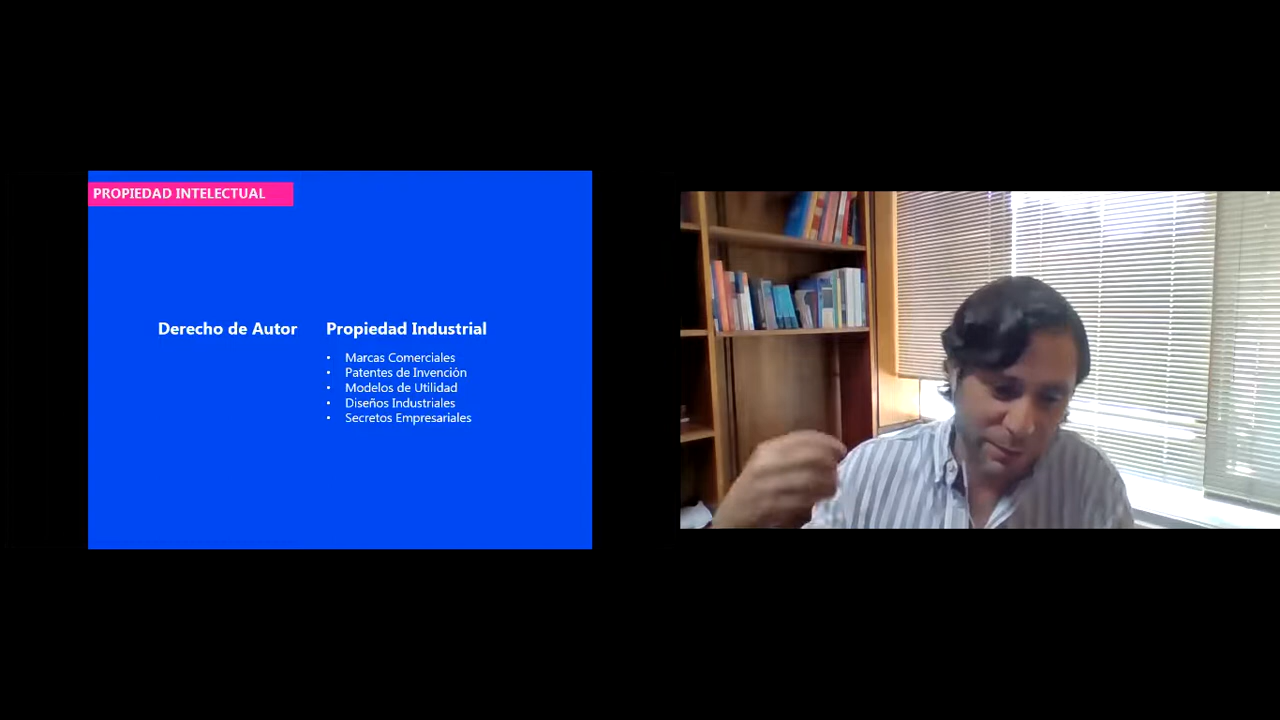 PROPIEDAD INTELECTUAL
Derecho de Autor
Propiedad Industrial
• Marcas Comerciales
• Patentes de Invención
• Modelos de Utilidad
• Diseños Industriales
• Secretos Empresariales